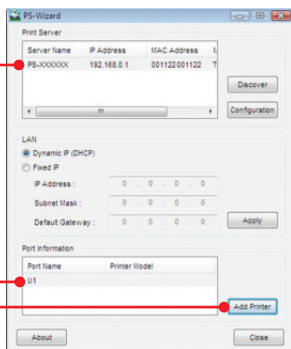 PS-Wizard
Print Server
Server Name IP Address MAC Address
PS-XXXXXX 192.168.0.1 001122001122 T
Discover
Configuration
LAN
Dynamic IP (DHCP)
Fixed IP
IP Address : 0 . 0 . 0 . 0
Subnet Mask : 0 . 0 . 0 . 0
Default Gateway : 0 . 0 . 0 . 0
Apply
Port Information
Port Name Printer Model
U1
Add Printer
About Close